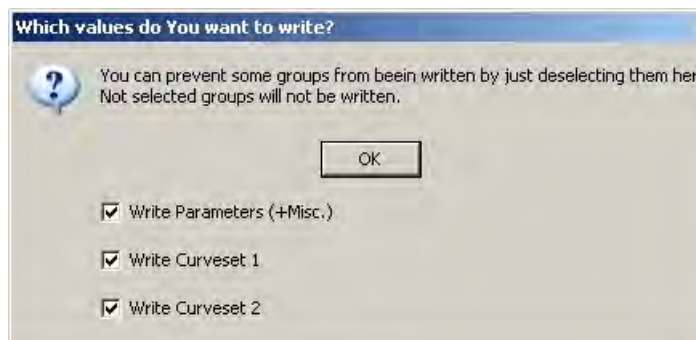 Which values do You want to write?
You can prevent some groups from beein written by just deselecting them her
Not selected groups will not be written.
OK
Write Parameters (+Misc.)
Write Curveset 1
Write Curveset 2